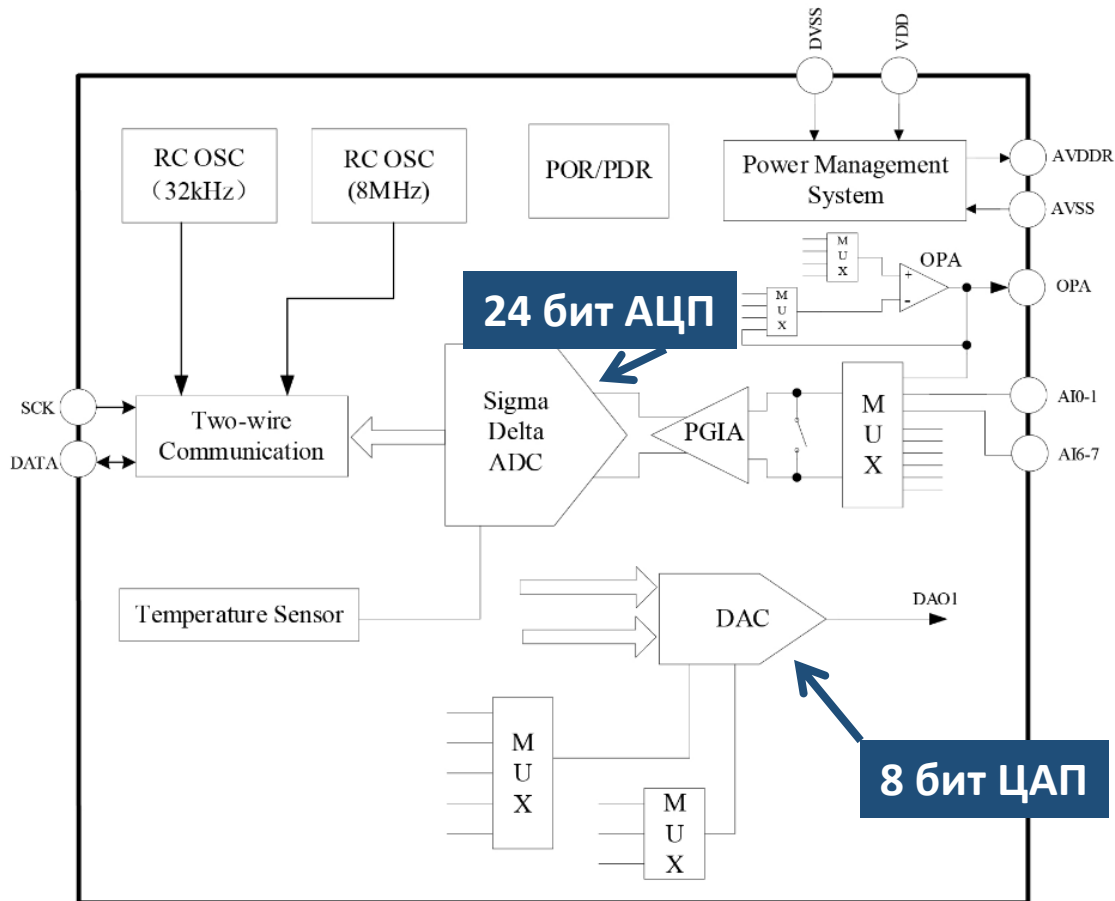 DVSS
VDD
RC OSC
（32kHz）
RC OSC
(8MHz)
POR/PDR
Power Management
System
AVDDR
AVSS
M
U
X
OPA
+
-
M
U
X
OPA
24 бит АЦП
SCK
DATA
Two-wire
Communication
Sigma
Delta
ADC
PGIA
M
U
X
AI0-1
AI6-7
Temperature Sensor
DAC
DAO1
M
U
X
M
U
X
8 бит ЦАП